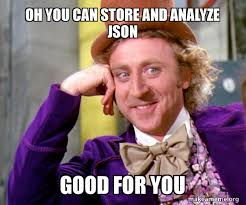 OH YOU CAN STORE AND ANALYZE
JSON
GOOD FOR YOU
makeameme.org